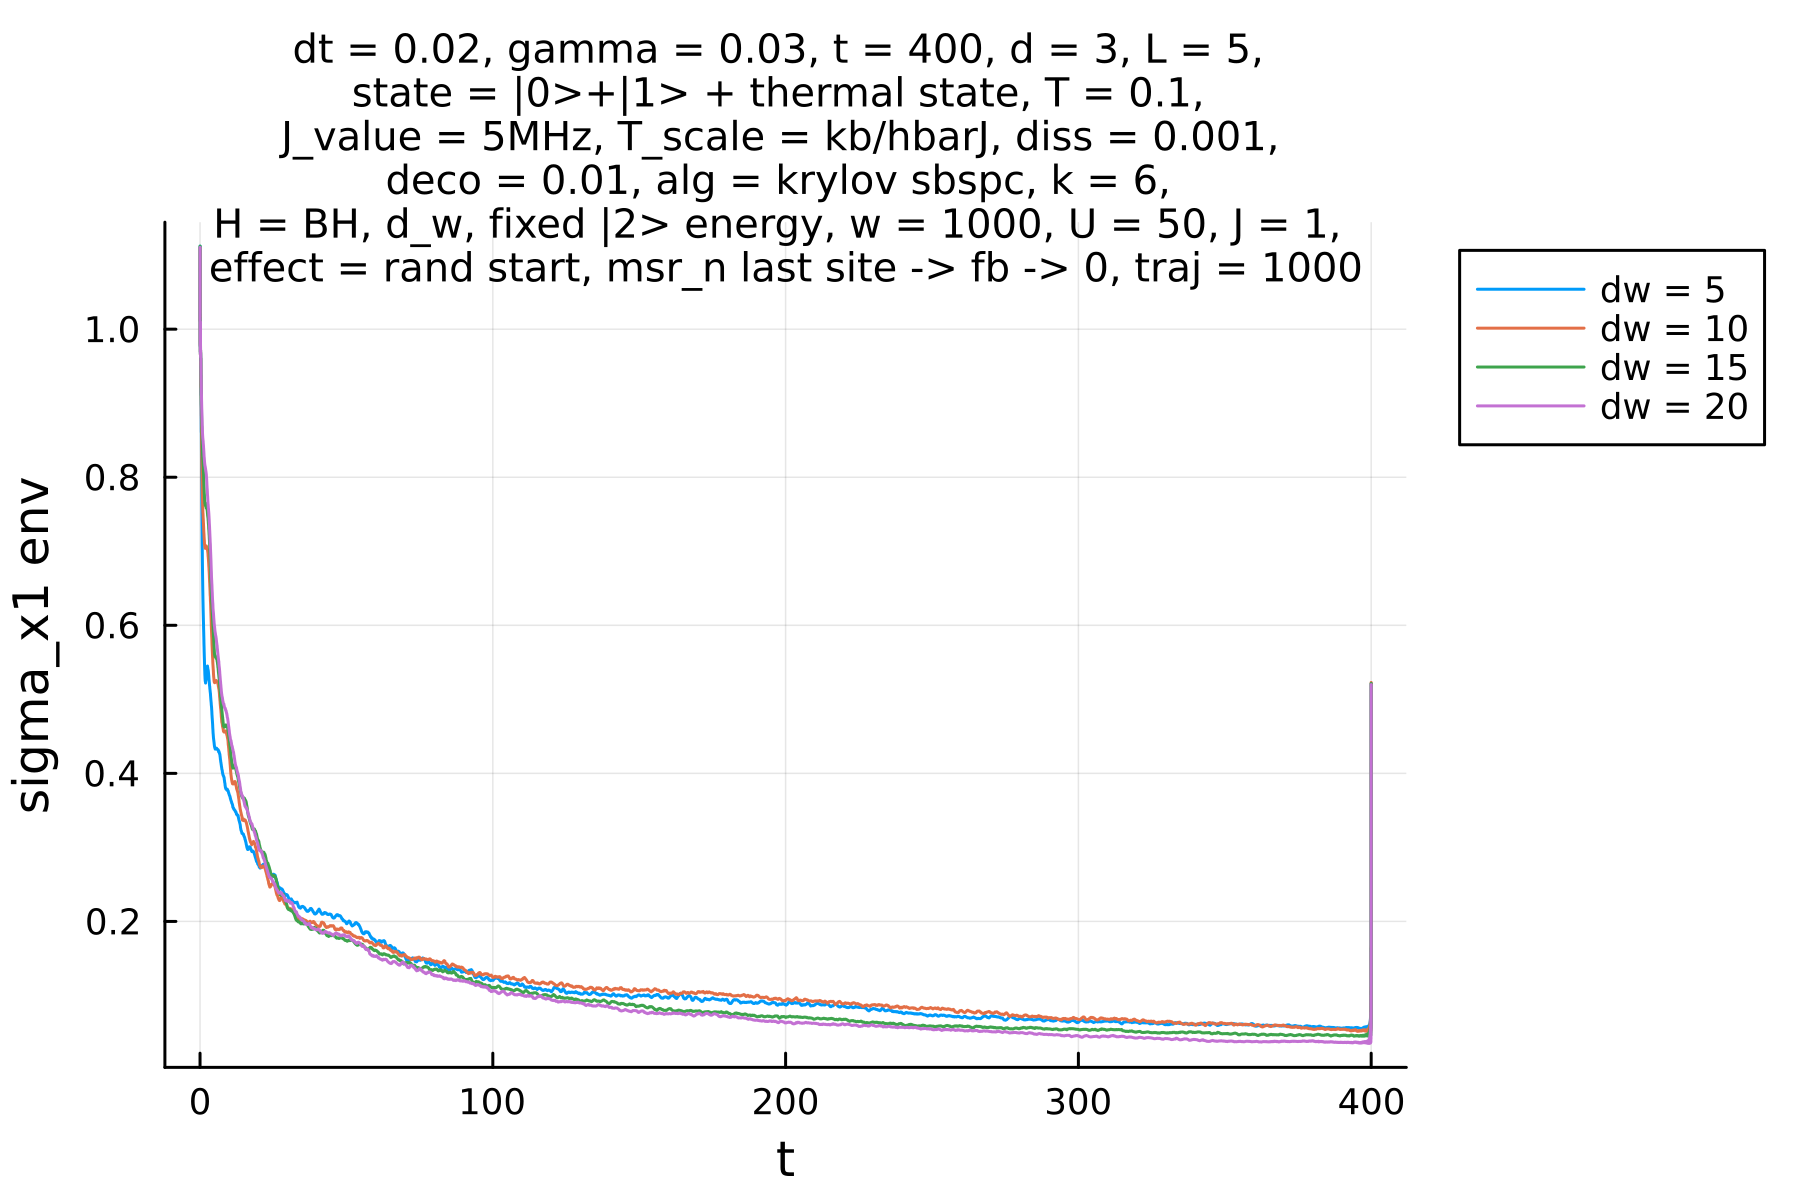 dt = 0.02, gamma = 0.03, t = 400, d = 3, L = 5,
state = |0>+|1> + thermal state, T = 0.1,
J_value = 5MHz, T_scale = kb/hbarJ, diss = 0.001,
deco = 0.01, alg = krylov sbspc, k = 6,
H = BH, d_w, fixed |2> energy, w = 1000, U = 50, J = 1,
effect = rand start, msr_n last site -> fb -> 0, traj = 1000
dw = 5
dw = 10
dw = 15
dw = 20
sigma_x1 env
1.0
0.8
0.6
0.4
0.2
0
100
200
300
400
t